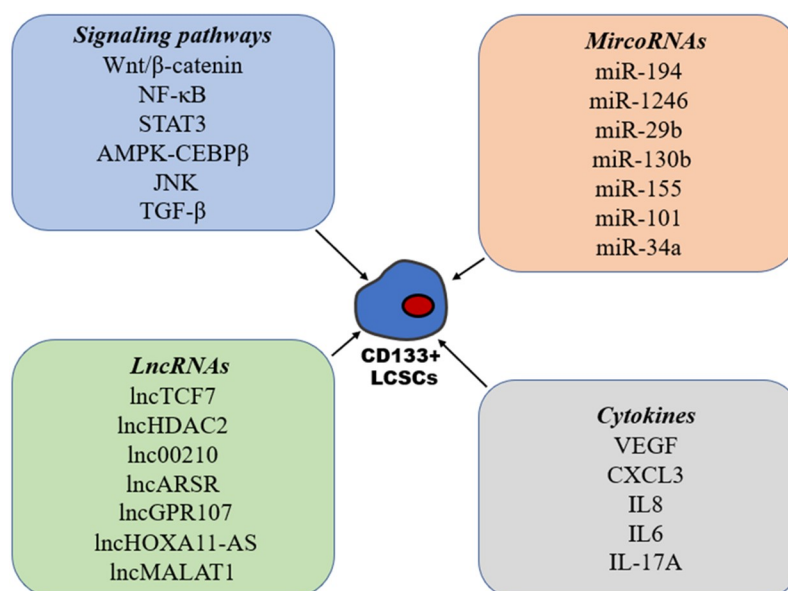 Signaling pathways
Wnt/β-catenin
NF-κB
STAT3
AMPK-CEBPβ
JNK
TGF-β
MircoRNAs
miR-194
miR-1246
miR-29b
miR-130b
miR-155
miR-101
miR-34a
CD133+
LCSCs
LncRNAs
lncTCF7
lncHDAC2
lnc00210
lncARSR
lncGPR107
lncHOXA11-AS
lncMALAT1
Cytokines
VEGF
CXCL3
IL8
IL6
IL-17A